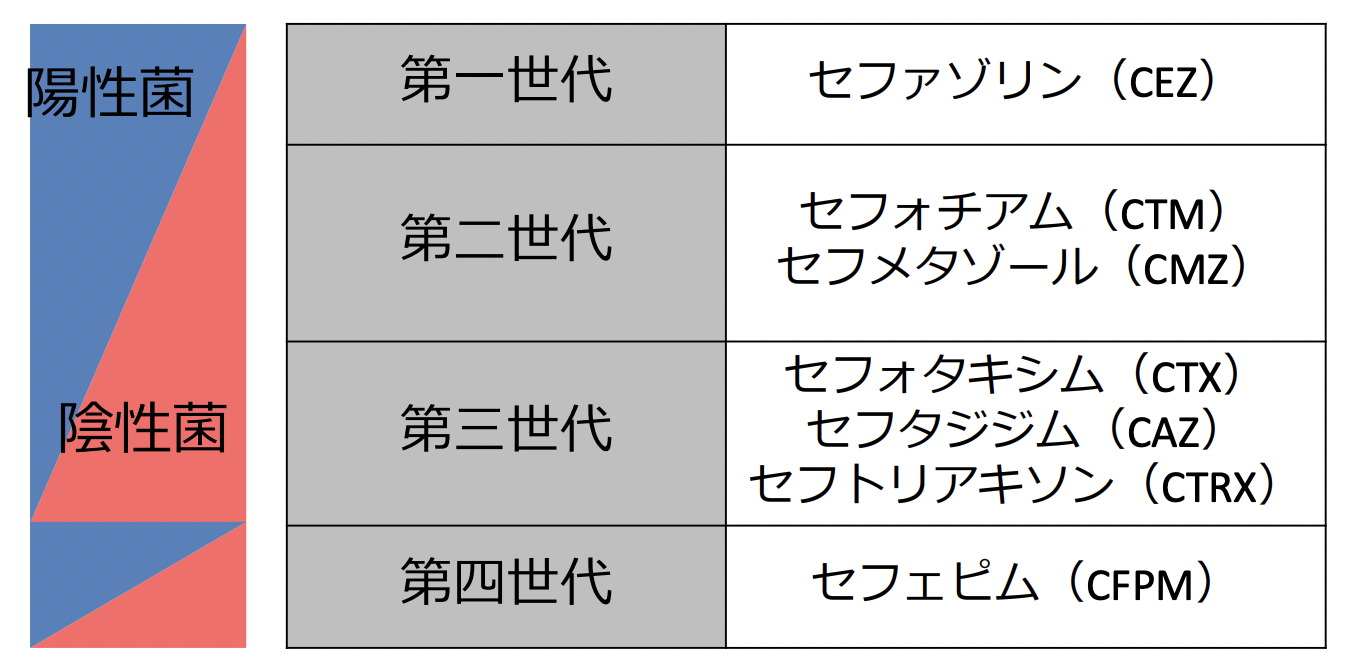 陽性菌
陰性菌
第一世代
セファゾリン（CEZ）
第二世代
セフォチアム（CTM）
セフメタゾール（CMZ）
第三世代
セフォタキシム（CTX）
セフタジジム（CAZ）
セフトリアキソン（CTRX）
第四世代
セフェピム（CFPM）